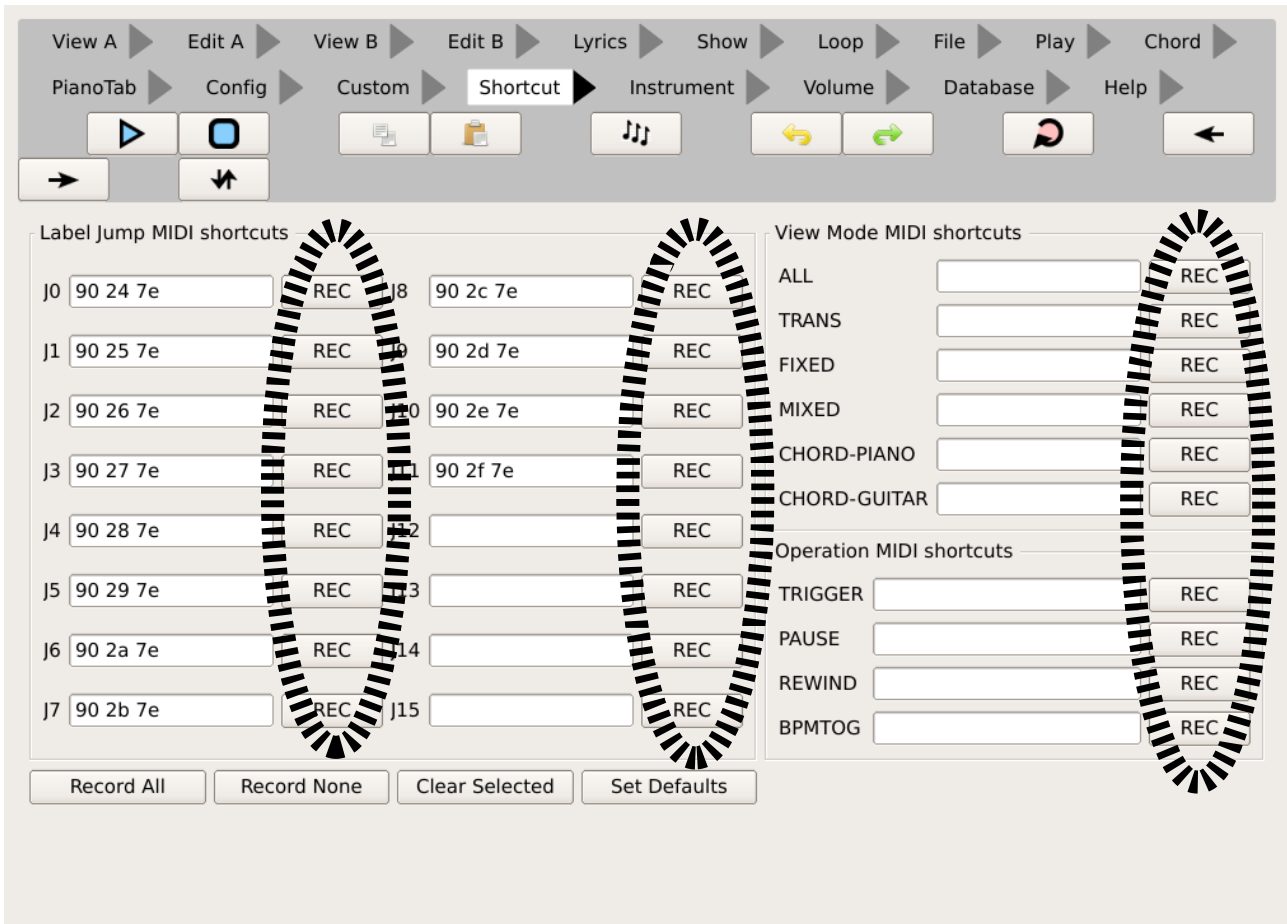 View A Edit A View B Edit B Lyrics Show Loop File Play Chord
PianoTab Config Custom Shortcut Instrument Volume Database Help
Label Jump MIDI shortcuts
J0 90 24 7e REC J8 90 2c 7e REC
J1 90 25 7e REC J9 90 2d 7e REC
J2 90 26 7e REC J10 90 2e 7e REC
J3 90 27 7e REC J11 90 2f 7e REC
J4 90 28 7e REC J12 REC
J5 90 29 7e REC J13 REC
J6 90 2a 7e REC J14 REC
J7 90 2b 7e REC J15 REC
View Mode MIDI shortcuts
ALL REC
TRANS REC
FIXED REC
MIXED REC
CHORD-PIANO REC
CHORD-GUITAR REC
Operation MIDI shortcuts
TRIGGER REC
PAUSE REC
REWIND REC
BPMTOG REC
Record All Record None Clear Selected Set Defaults